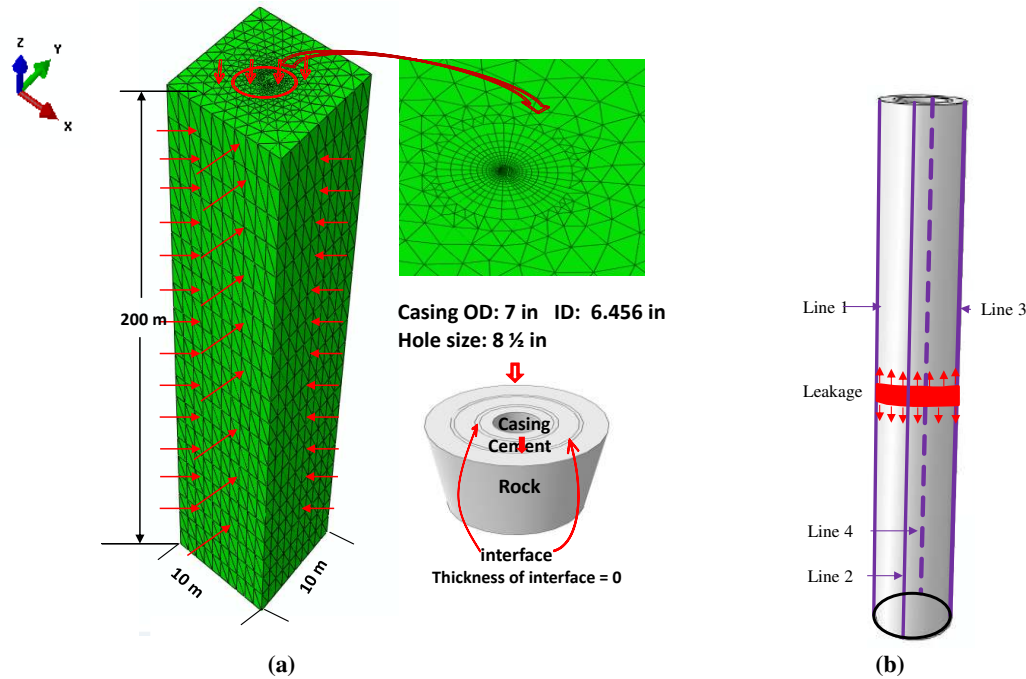 Z
Y
X
200 m
10 m
10 m
Casing OD: 7 in ID: 6.456 in
Hole size: 8 ½ in
Casing
Cement
Rock
interface
Thickness of interface = 0
(a)
Line 1
Line 3
Leakage
Line 4
Line 2
(b)